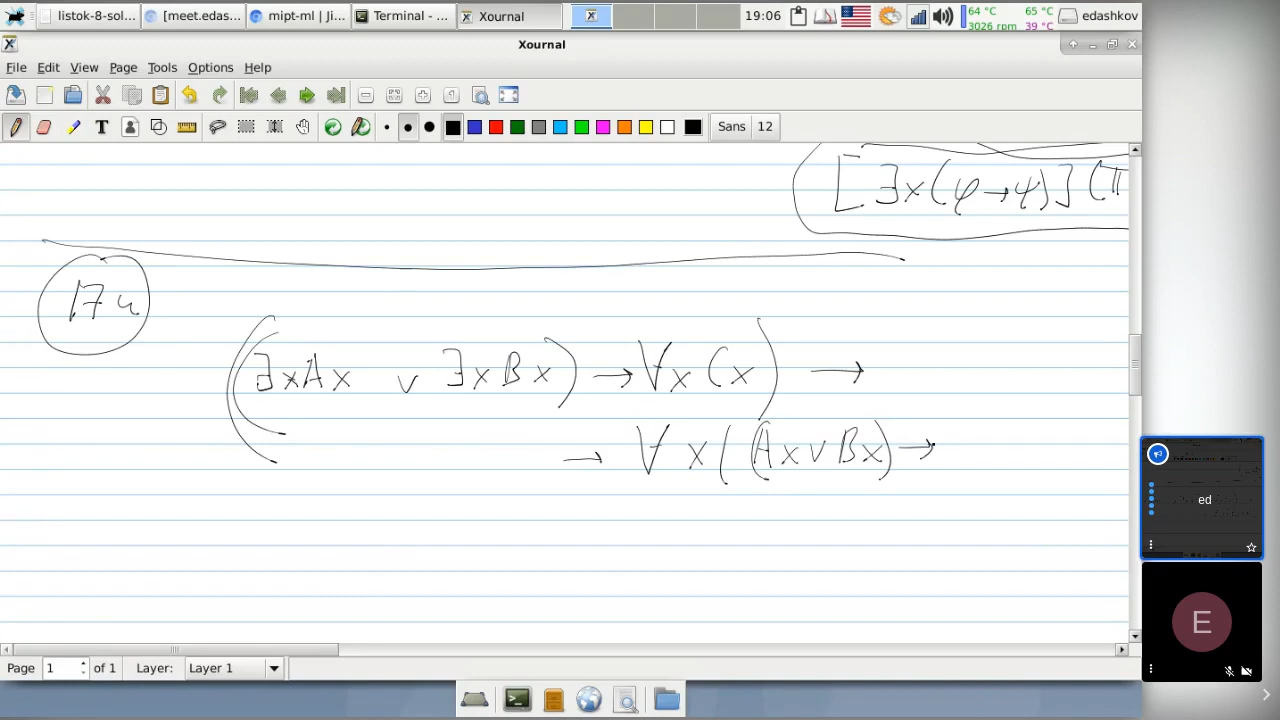 listok-8-sol... [meet.edas... mipt-ml | Ji... Terminal - ... Xournal 19:06 64 °C 3026 rpm 65 °C 39 °C edashkov
Xournal
File Edit View Page Tools Options Help
Sans 12
[∃x(φ→ψ)](π
17и
((∃xAx ∨ ∃xBx) → ∀x Cx) →
→ ∀x((Ax∨Bx) →
ed
E
Page 1 of 1 Layer: Layer 1